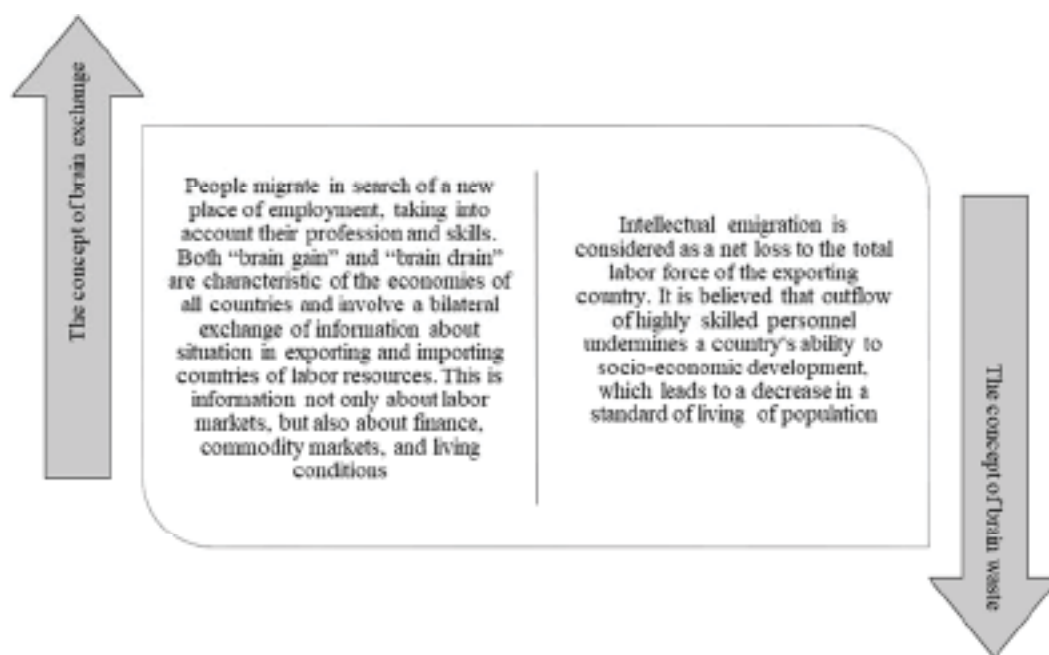 The concept of brain exchange
People migrate in search of a new
place of employment, taking into
account their profession and skills.
Both “brain gain” and “brain drain”
are characteristic of the economies of
all countries and involve a bilateral
exchange of information about
situation in exporting and importing
countries of labor resources. This is
information not only about labor
markets, but also about finance,
commodity markets, and living
conditions
Intellectual emigration is
considered as a net loss to the total
labor force of the exporting
country. It is believed that outflow
of highly skilled personnel
undermines a country's ability to
socio-economic development,
which leads to a decrease in a
standard of living of population
The concept of brain waste